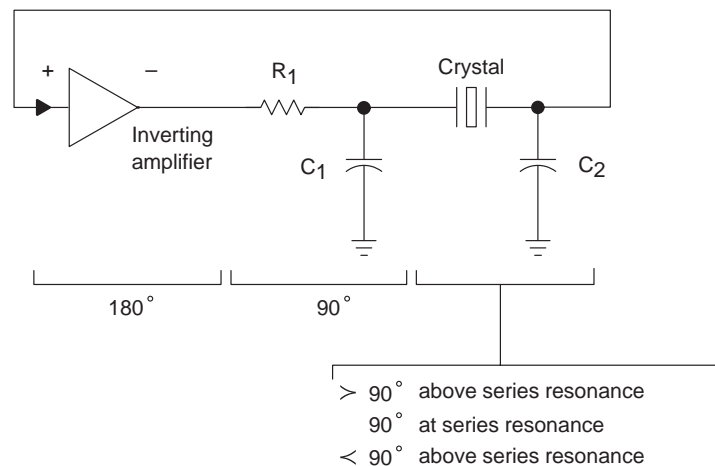 + − R1 Crystal
Inverting
amplifier
C1 C2
180° 90°
≻ 90° above series resonance
90° at series resonance
≺ 90° above series resonance